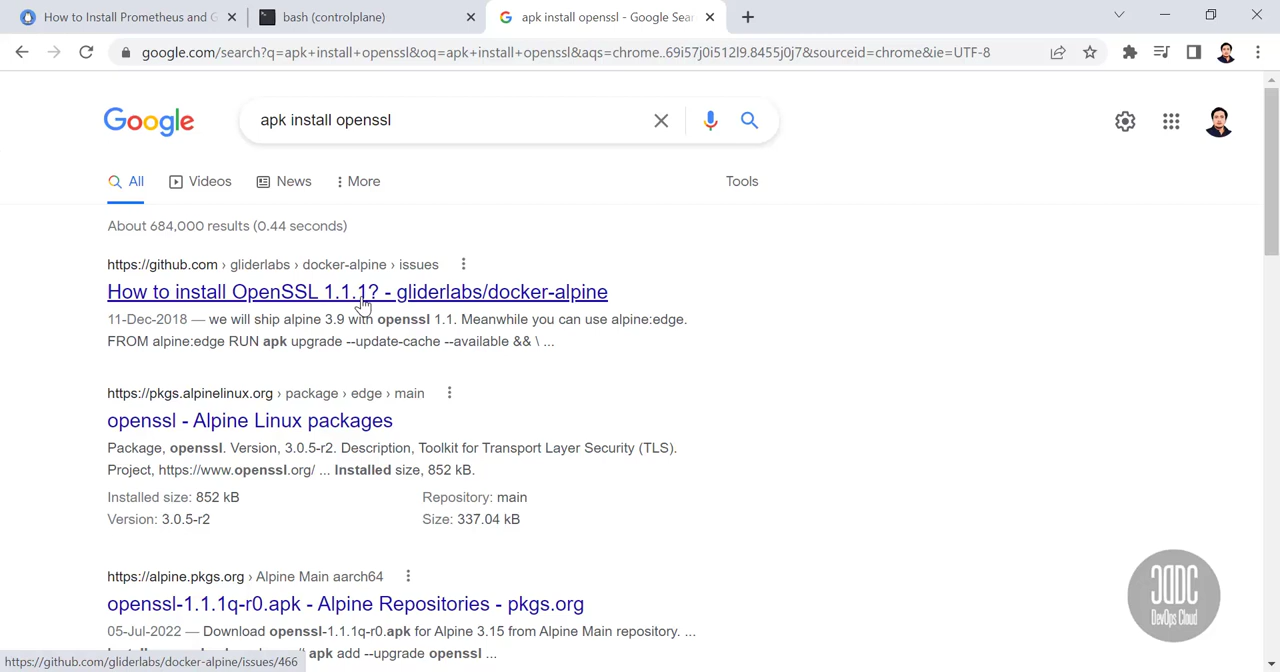 How to Install Prometheus and G
bash (controlplane)
apk install openssl - Google Sear
google.com/search?q=apk+install+openssl&oq=apk+install+openssl&aqs=chrome..69i57j0i512l9.8455j0j7&sourceid=chrome&ie=UTF-8
Google
apk install openssl
All
Videos
News
More
Tools
About 684,000 results (0.44 seconds)
https://github.com › gliderlabs › docker-alpine › issues
How to install OpenSSL 1.1.1? - gliderlabs/docker-alpine
11-Dec-2018 — we will ship alpine 3.9 with openssl 1.1. Meanwhile you can use alpine:edge.
FROM alpine:edge RUN apk upgrade --update-cache --available && \ ...
https://pkgs.alpinelinux.org › package › edge › main
openssl - Alpine Linux packages
Package, openssl. Version, 3.0.5-r2. Description, Toolkit for Transport Layer Security (TLS).
Project, https://www.openssl.org/ ... Installed size, 852 kB.
Installed size: 852 kB
Repository: main
Version: 3.0.5-r2
Size: 337.04 kB
https://alpine.pkgs.org › Alpine Main aarch64
openssl-1.1.1q-r0.apk - Alpine Repositories - pkgs.org
05-Jul-2022 — Download openssl-1.1.1q-r0.apk for Alpine 3.15 from Alpine Main repository. ...
apk add --upgrade openssl ...
https://github.com/gliderlabs/docker-alpine/issues/466
DevOps Cloud